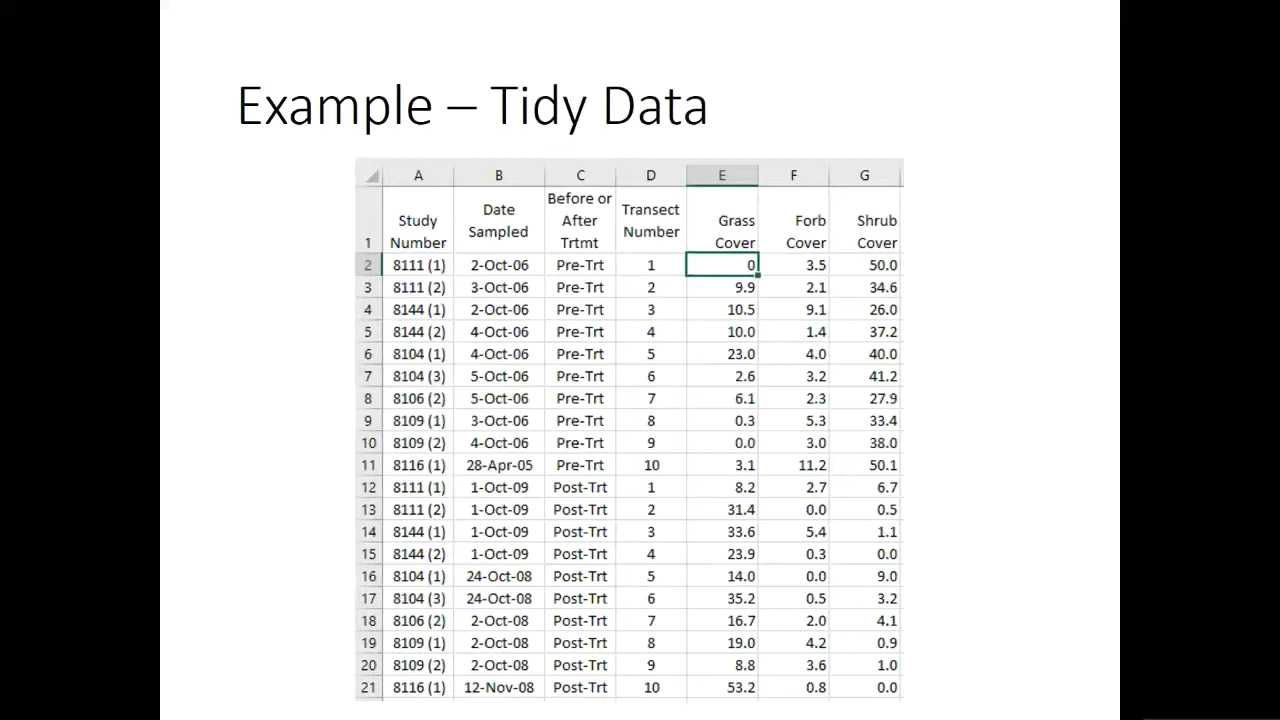 Example – Tidy Data
A B C D E F G
1 Study Number Date Sampled Before or After Trtmt Transect Number Grass Cover Forb Cover Shrub Cover
2 8111 (1) 2-Oct-06 Pre-Trt 1 0 3.5 50.0
3 8111 (2) 3-Oct-06 Pre-Trt 2 9.9 2.1 34.6
4 8144 (1) 2-Oct-06 Pre-Trt 3 10.5 9.1 26.0
5 8144 (2) 4-Oct-06 Pre-Trt 4 10.0 1.4 37.2
6 8104 (1) 4-Oct-06 Pre-Trt 5 23.0 4.0 40.0
7 8104 (3) 5-Oct-06 Pre-Trt 6 2.6 3.2 41.2
8 8106 (2) 5-Oct-06 Pre-Trt 7 6.1 2.3 27.9
9 8109 (1) 3-Oct-06 Pre-Trt 8 0.3 5.3 33.4
10 8109 (2) 4-Oct-06 Pre-Trt 9 0.0 3.0 38.0
11 8116 (1) 28-Apr-05 Pre-Trt 10 3.1 11.2 50.1
12 8111 (1) 1-Oct-09 Post-Trt 1 8.2 2.7 6.7
13 8111 (2) 1-Oct-09 Post-Trt 2 31.4 0.0 0.5
14 8144 (1) 1-Oct-09 Post-Trt 3 33.6 5.4 1.1
15 8144 (2) 1-Oct-09 Post-Trt 4 23.9 0.3 0.0
16 8104 (1) 24-Oct-08 Post-Trt 5 14.0 0.0 9.0
17 8104 (3) 24-Oct-08 Post-Trt 6 35.2 0.5 3.2
18 8106 (2) 2-Oct-08 Post-Trt 7 16.7 2.0 4.1
19 8109 (1) 2-Oct-08 Post-Trt 8 19.0 4.2 0.9
20 8109 (2) 2-Oct-08 Post-Trt 9 8.8 3.6 1.0
21 8116 (1) 12-Nov-08 Post-Trt 10 53.2 0.8 0.0